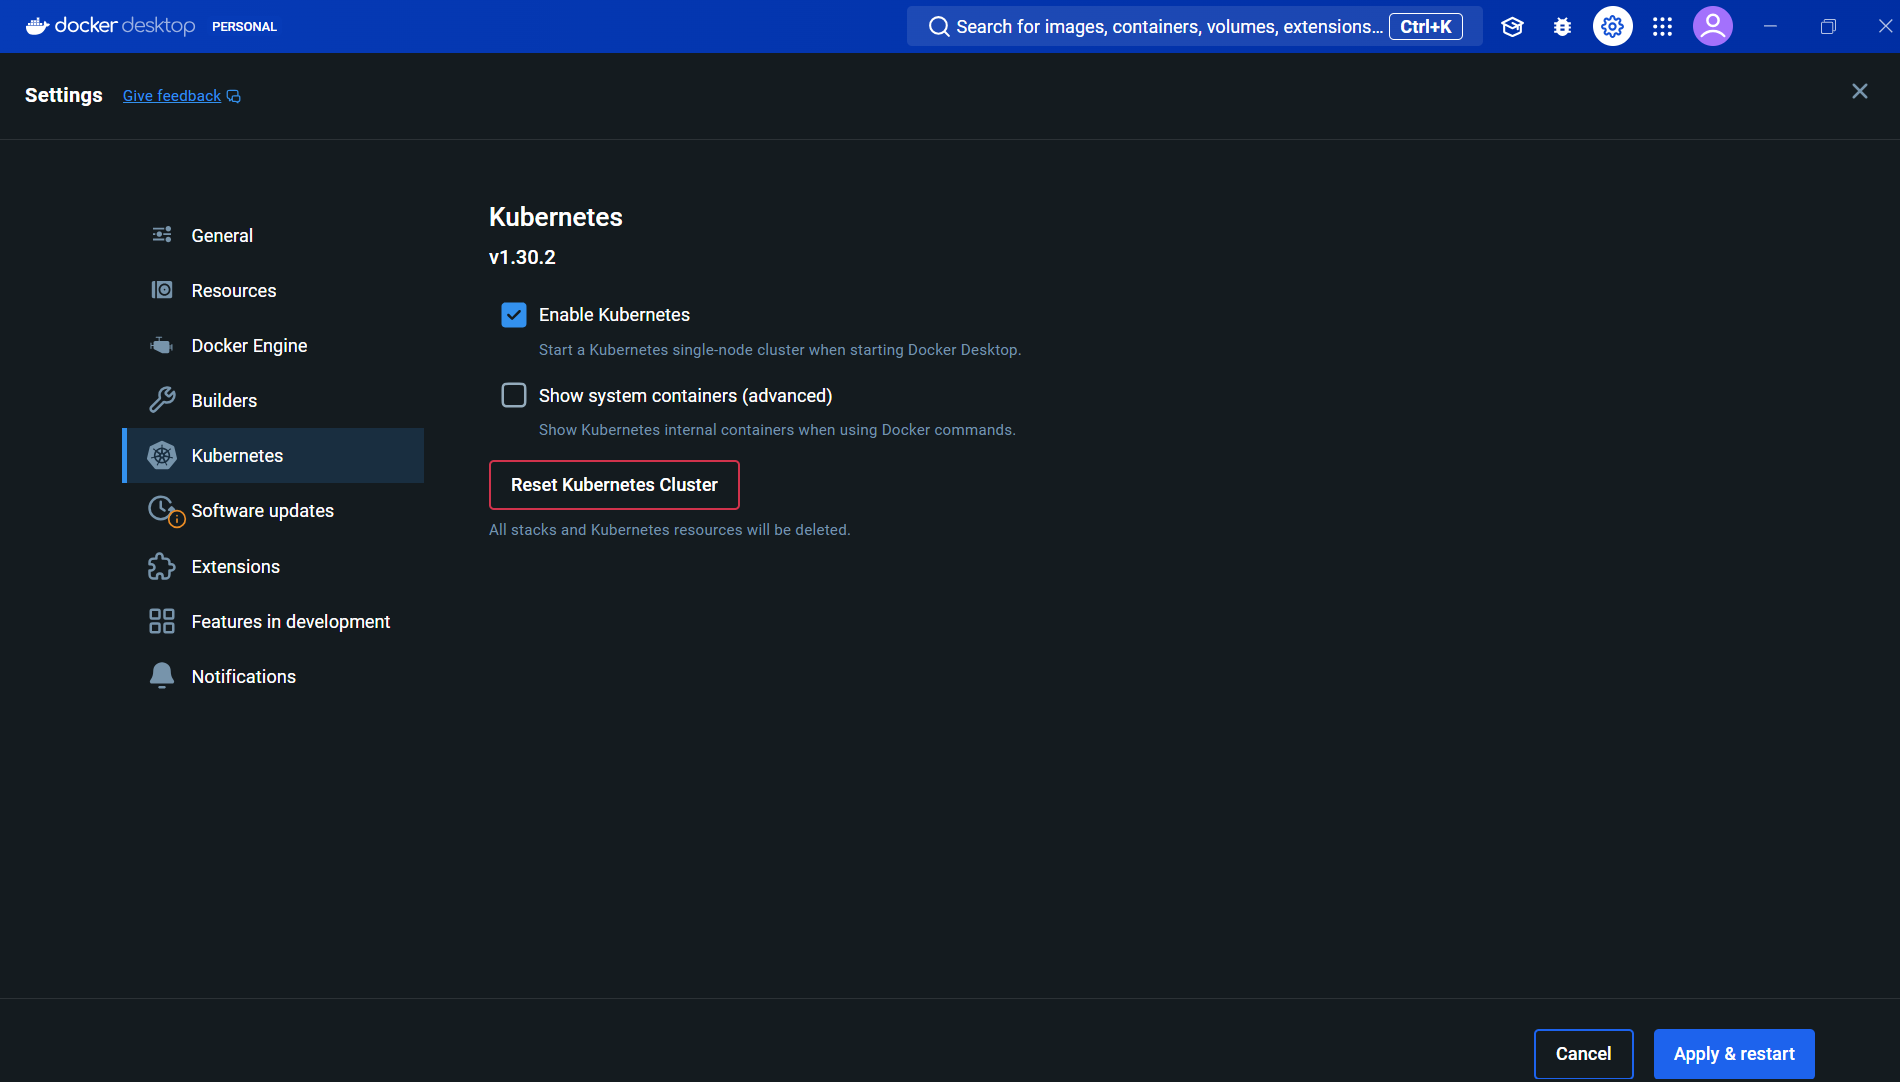 docker desktop PERSONAL
Search for images, containers, volumes, extensions... Ctrl+K
Settings Give feedback
General
Resources
Docker Engine
Builders
Kubernetes
Software updates
Extensions
Features in development
Notifications
Kubernetes
v1.30.2
Enable Kubernetes
Start a Kubernetes single-node cluster when starting Docker Desktop.
Show system containers (advanced)
Show Kubernetes internal containers when using Docker commands.
Reset Kubernetes Cluster
All stacks and Kubernetes resources will be deleted.
Cancel Apply & restart